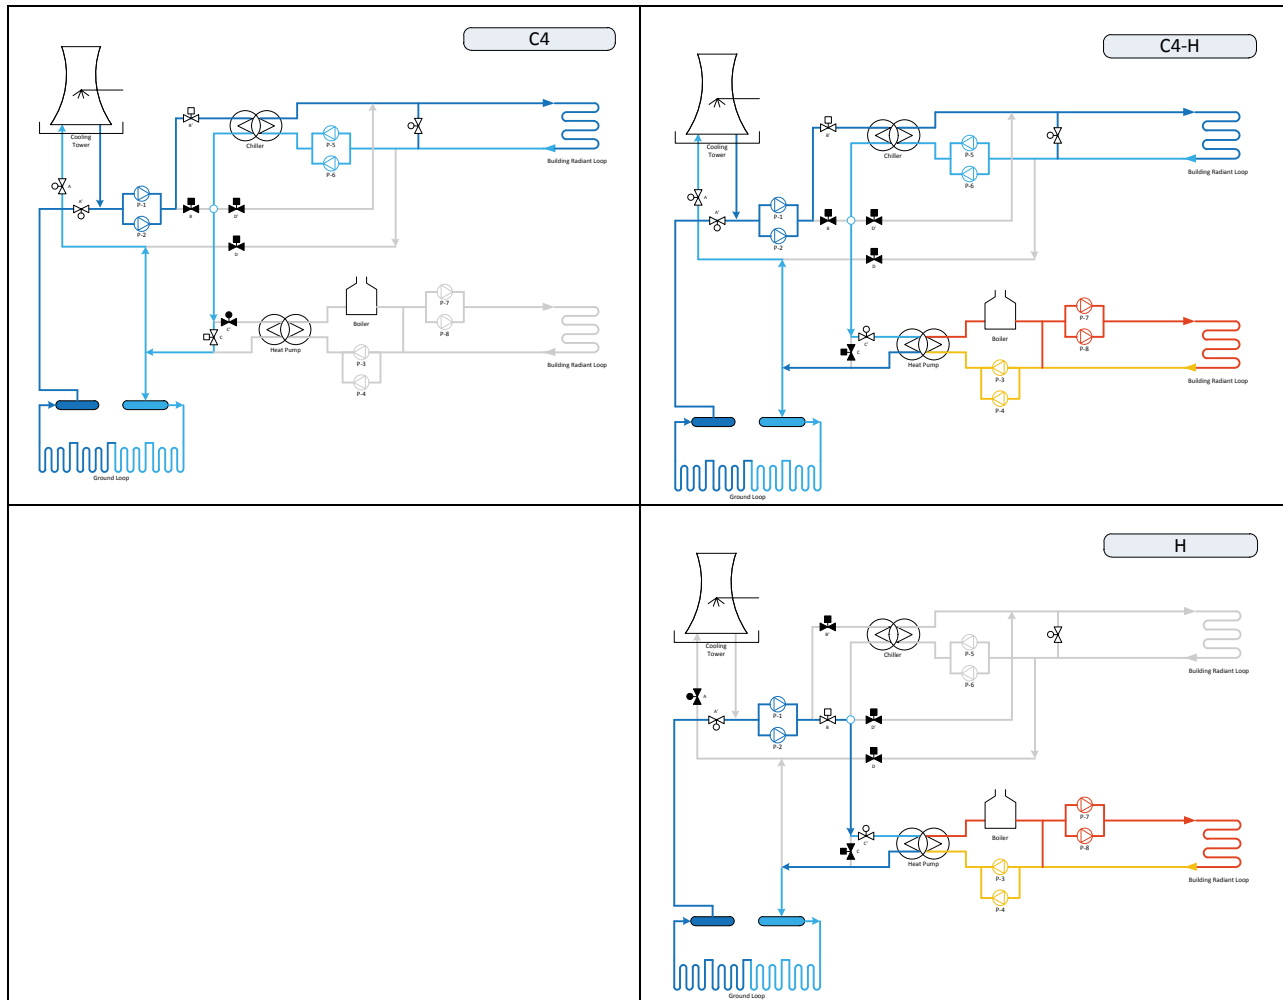 C4
Cooling
Tower
B'
Chiller
P-5
P-6
Building Radiant Loop
A
A'
P-1
P-2
B
D'
D
C'
C
Heat Pump
Boiler
P-7
P-8
P-3
P-4
Building Radiant Loop
Ground Loop
C4-H
Cooling
Tower
B'
Chiller
P-5
P-6
Building Radiant Loop
A
A'
P-1
P-2
B
D'
D
C'
C
Heat Pump
Boiler
P-7
P-8
P-3
P-4
Building Radiant Loop
Ground Loop
H
Cooling
Tower
B'
Chiller
P-5
P-6
Building Radiant Loop
A
A'
P-1
P-2
B
D'
D
C'
C
Heat Pump
Boiler
P-7
P-8
P-3
P-4
Building Radiant Loop
Ground Loop